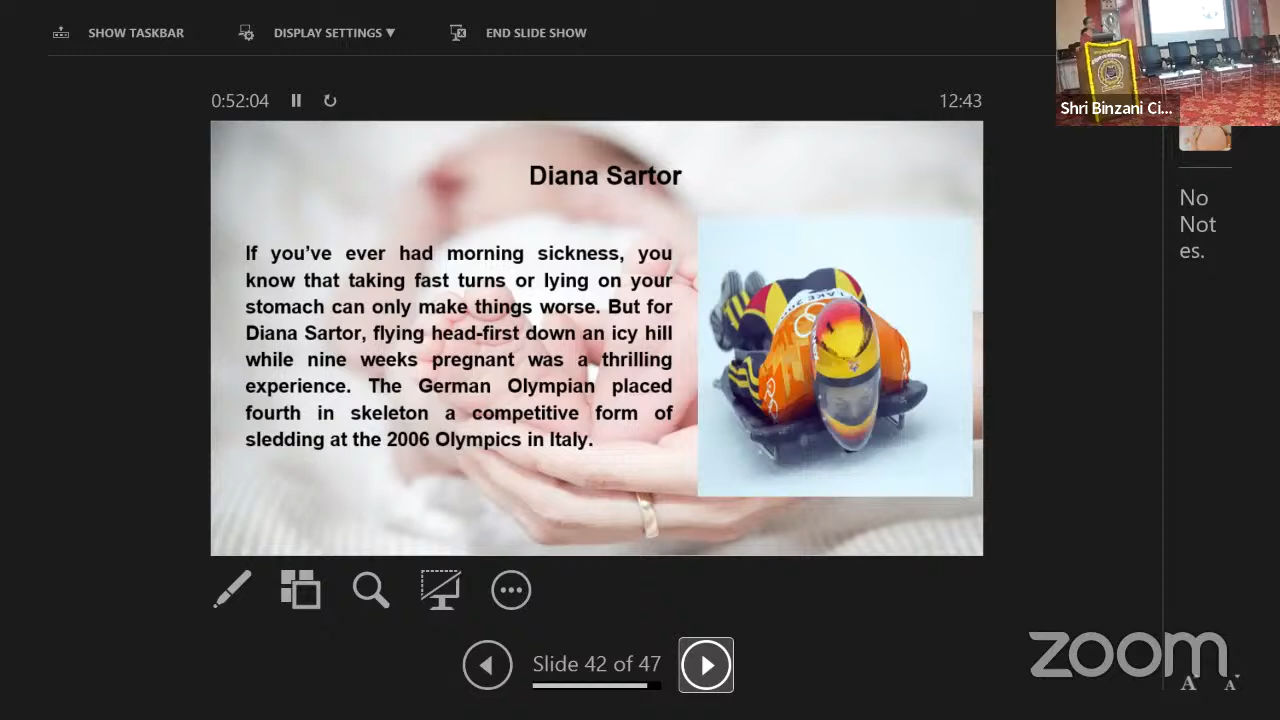 SHOW TASKBAR
DISPLAY SETTINGS ▼
END SLIDE SHOW
Shri Binzani Ci...
0:52:04
12:43
Diana Sartor
If you’ve ever had morning sickness, you
know that taking fast turns or lying on your
stomach can only make things worse. But for
Diana Sartor, flying head-first down an icy hill
while nine weeks pregnant was a thrilling
experience. The German Olympian placed
fourth in skeleton a competitive form of
sledding at the 2006 Olympics in Italy.
No
Not
es.
Slide 42 of 47
zoom
A A